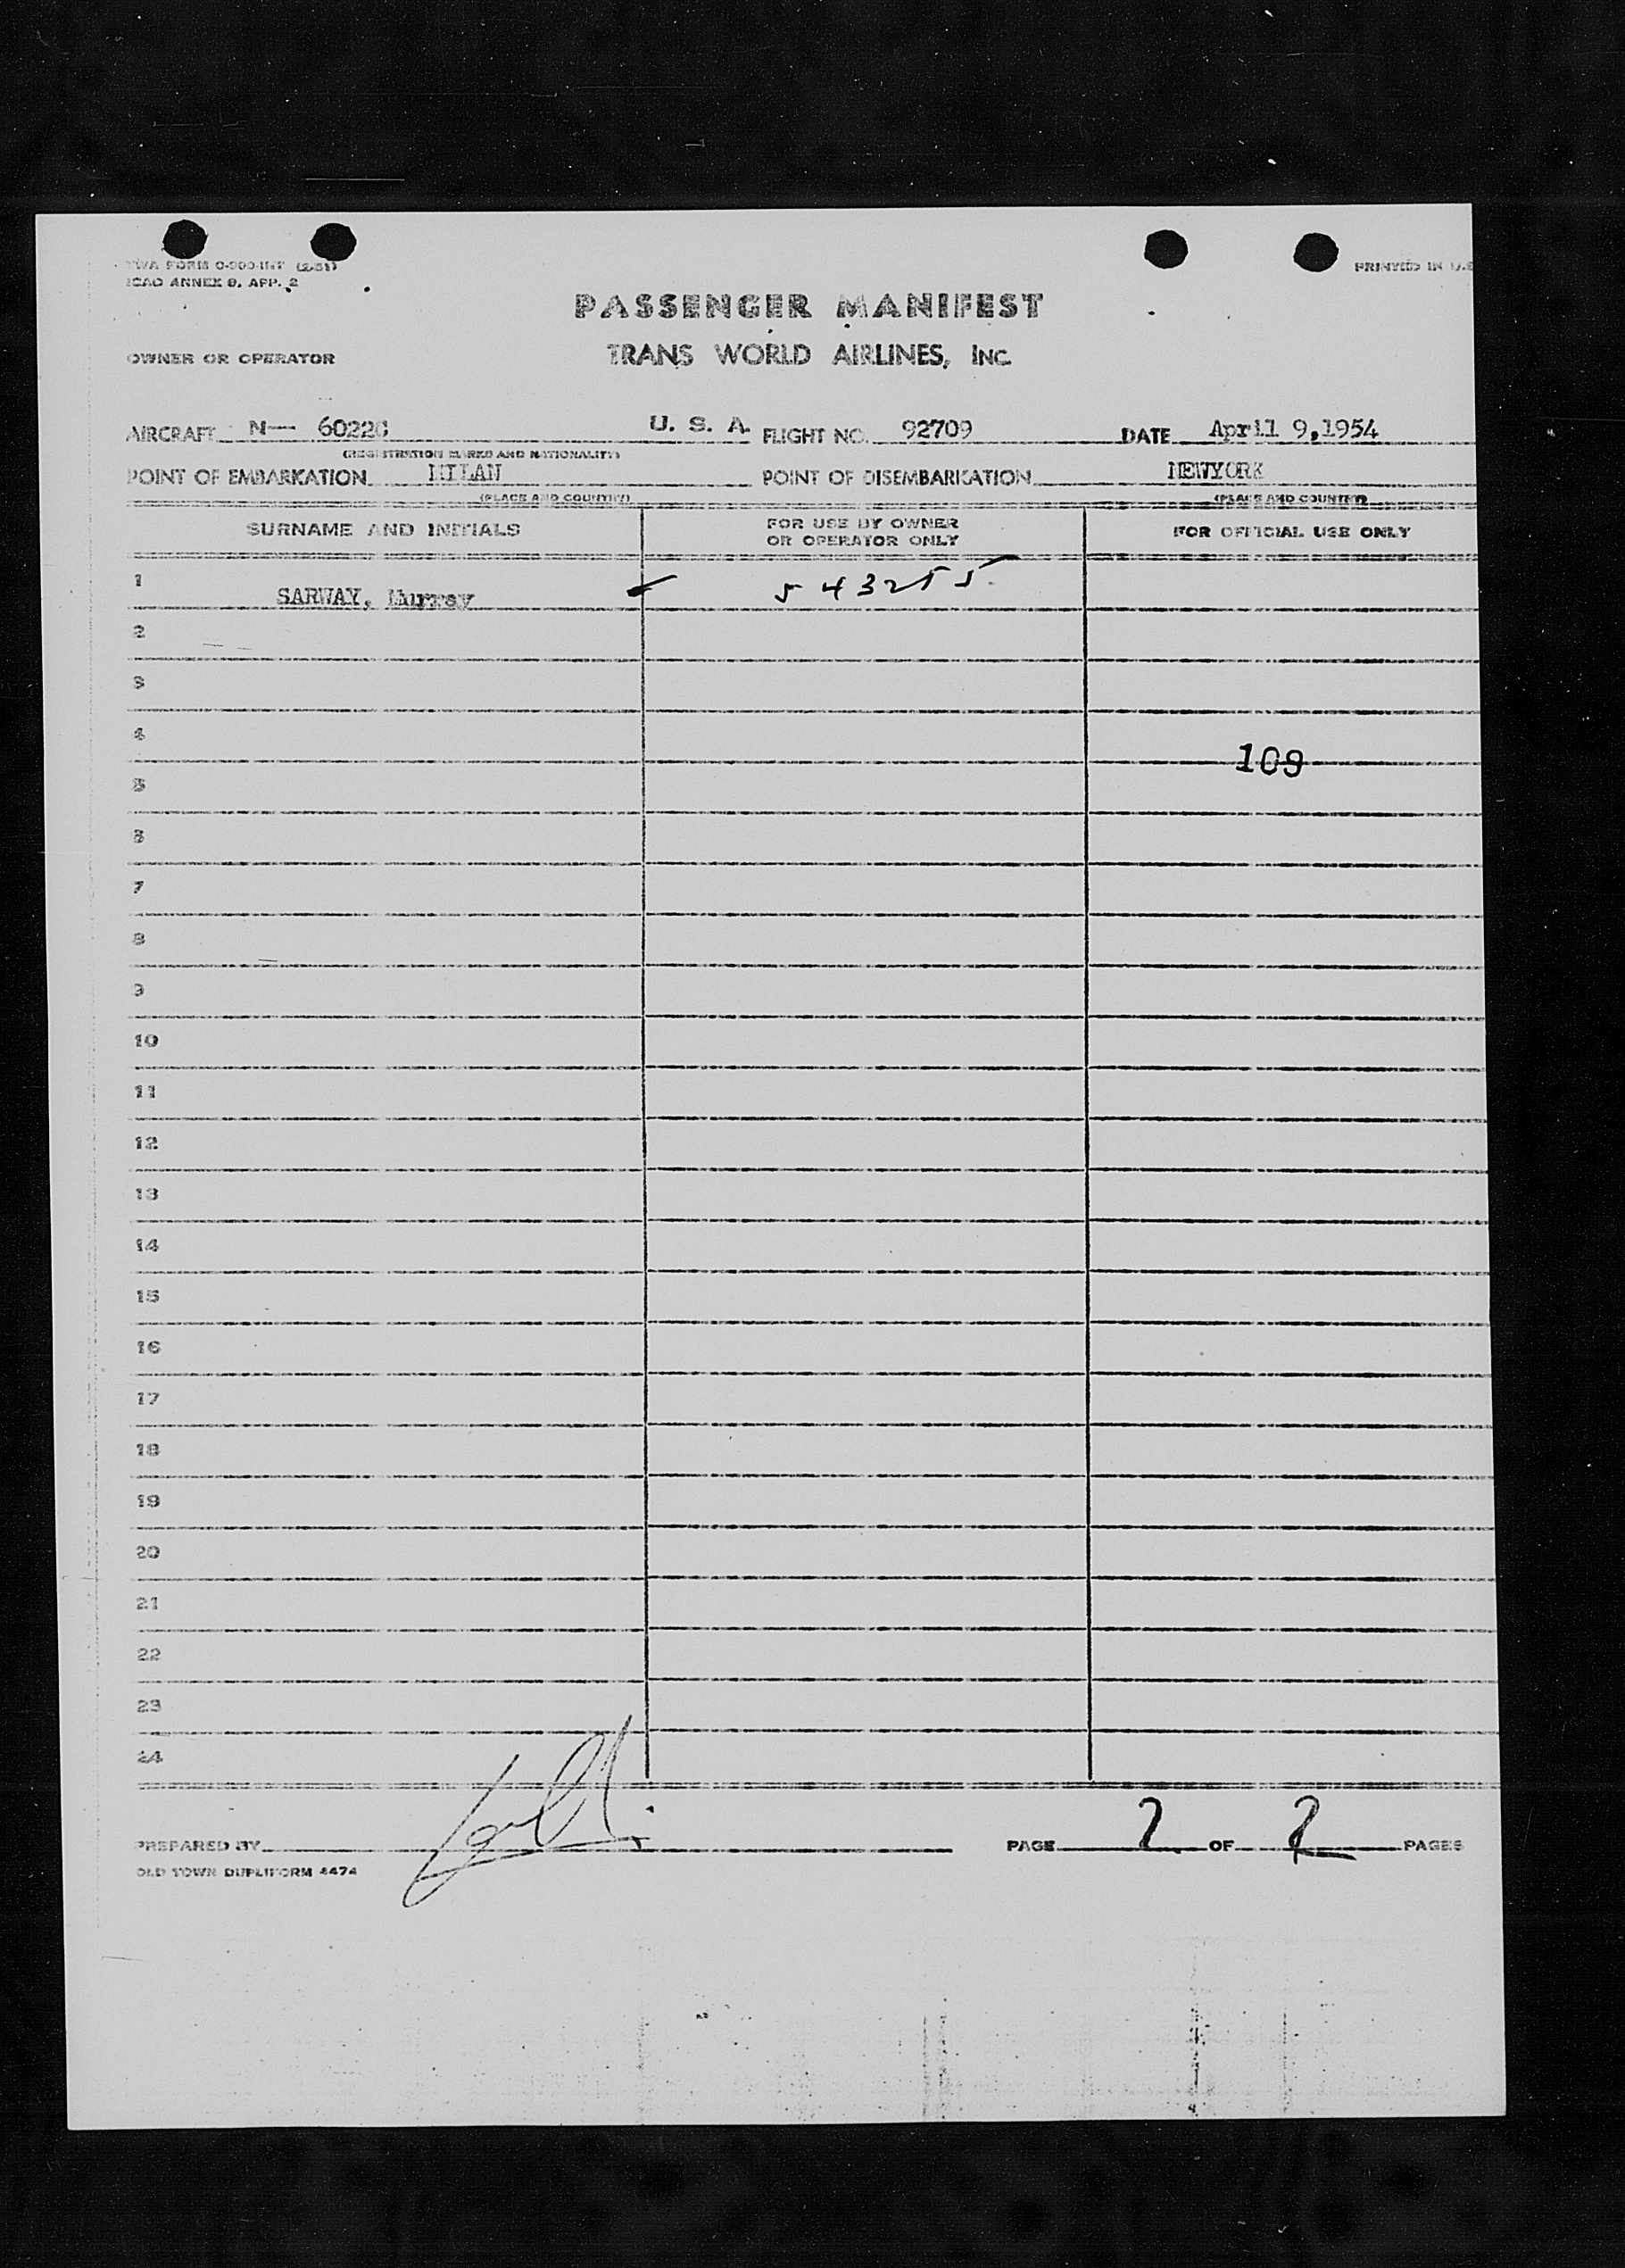 TWA FORM O-900-INT (2-51)
ICAO ANNEX 9, APP. 2
PRINTED IN U.S
PASSENGER MANIFEST
OWNER OR OPERATOR TRANS WORLD AIRLINES, INC.
AIRCRAFT N— 6022C U. S. A. FLIGHT NO. 92709 DATE April 9,1954
(REGISTRATION MARKS AND NATIONALITY)
POINT OF EMBARKATION MILAN POINT OF DISEMBARKATION NEWYORK
(PLACE AND COUNTRY) (PLACE AND COUNTRY)
SURNAME AND INITIALS FOR USE BY OWNER OR OPERATOR ONLY FOR OFFICIAL USE ONLY
1 SARWAY, Murray 543255
2
3
4
109
5
6
7
8
9
10
11
12
13
14
15
16
17
18
19
20
21
22
23
24
PREPARED BY PAGE 2 OF 2 PAGES
OLD TOWN DUPLIFORM 4474